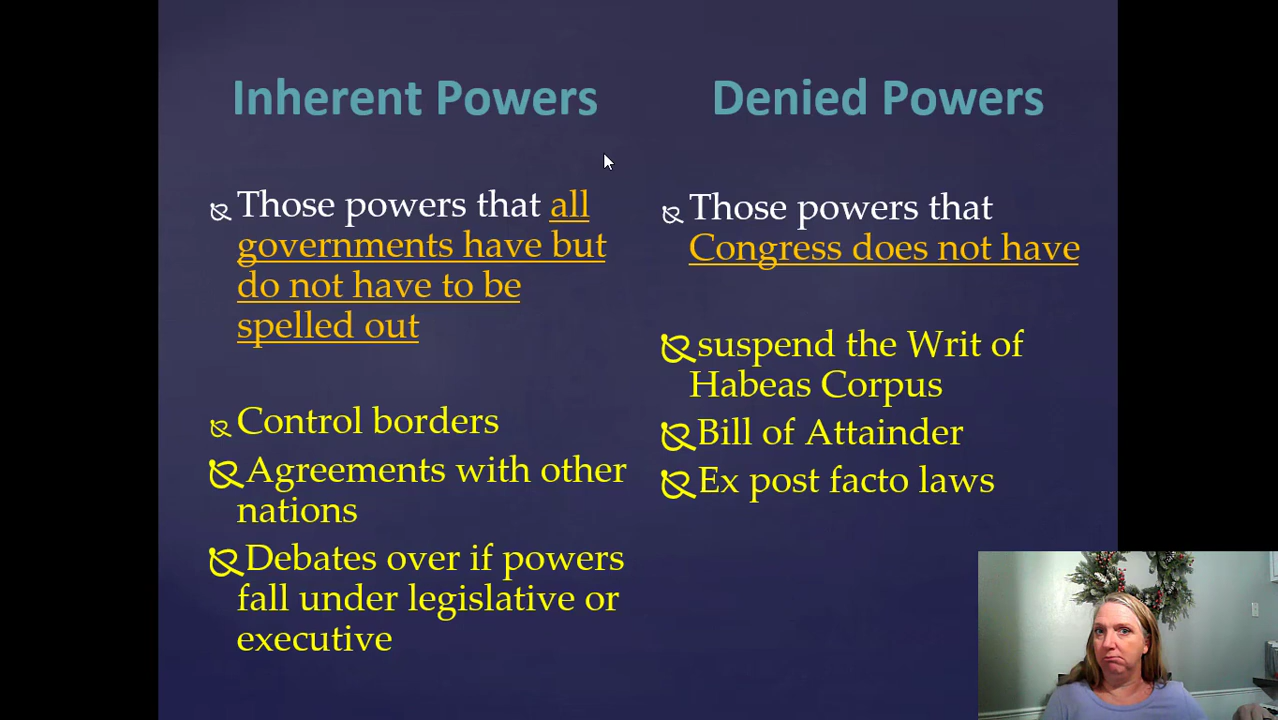 Inherent Powers
Those powers that all
governments have but
do not have to be
spelled out
Control borders
Agreements with other
nations
Debates over if powers
fall under legislative or
executive
Denied Powers
Those powers that
Congress does not have
suspend the Writ of
Habeas Corpus
Bill of Attainder
Ex post facto laws